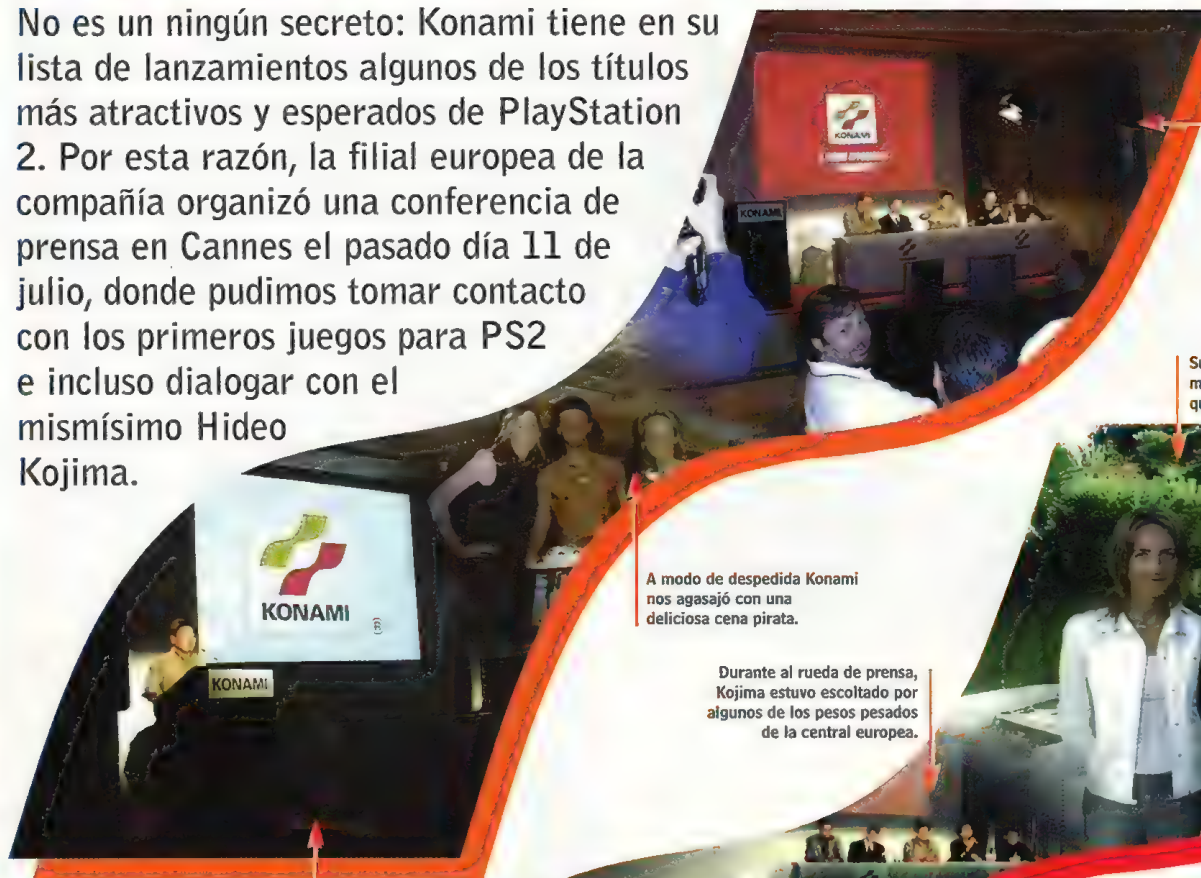 No es un ningún secreto: Konami tiene en su
lista de lanzamientos algunos de los títulos
más atractivos y esperados de PlayStation
2. Por esta razón, la filial europea de la
compañía organizó una conferencia de
prensa en Cannes el pasado día 11 de
julio, donde pudimos tomar contacto
con los primeros juegos para PS2
e incluso dialogar con el
mismísimo Hideo
Kojima.
KONAMI
KONAMI
KONAMI
KONAMI
A modo de despedida Konami
nos agasajó con una
deliciosa cena pirata.
Durante al rueda de prensa,
Kojima estuvo escoltado por
algunos de los pesos pesados
de la central europea.